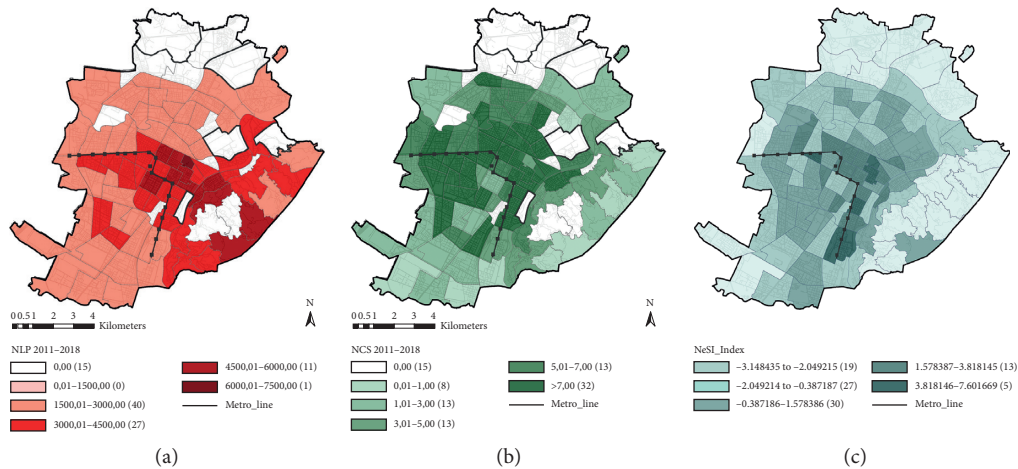 N
0 0.5 1 2 3 4
Kilometers
NLP 2011–2018
0,00 (15)
0,01–1500,00 (0)
1500,01–3000,00 (40)
3000,01–4500,00 (27)
4500,01–6000,00 (11)
6000,01–7500,00 (1)
Metro_line
(a)
N
0 0.5 1 2 3 4
Kilometers
NCS 2011–2018
0,00 (15)
0,01–1,00 (8)
1,01–3,00 (13)
3,01–5,00 (13)
5,01–7,00 (13)
>7,00 (32)
Metro_line
(b)
NeSI_Index
–3.148435 to –2.049215 (19)
–2.049214 to –0.387187 (27)
–0.387186–1.578386 (30)
1.578387–3.818145 (13)
3.818146–7.601669 (5)
Metro_line
(c)